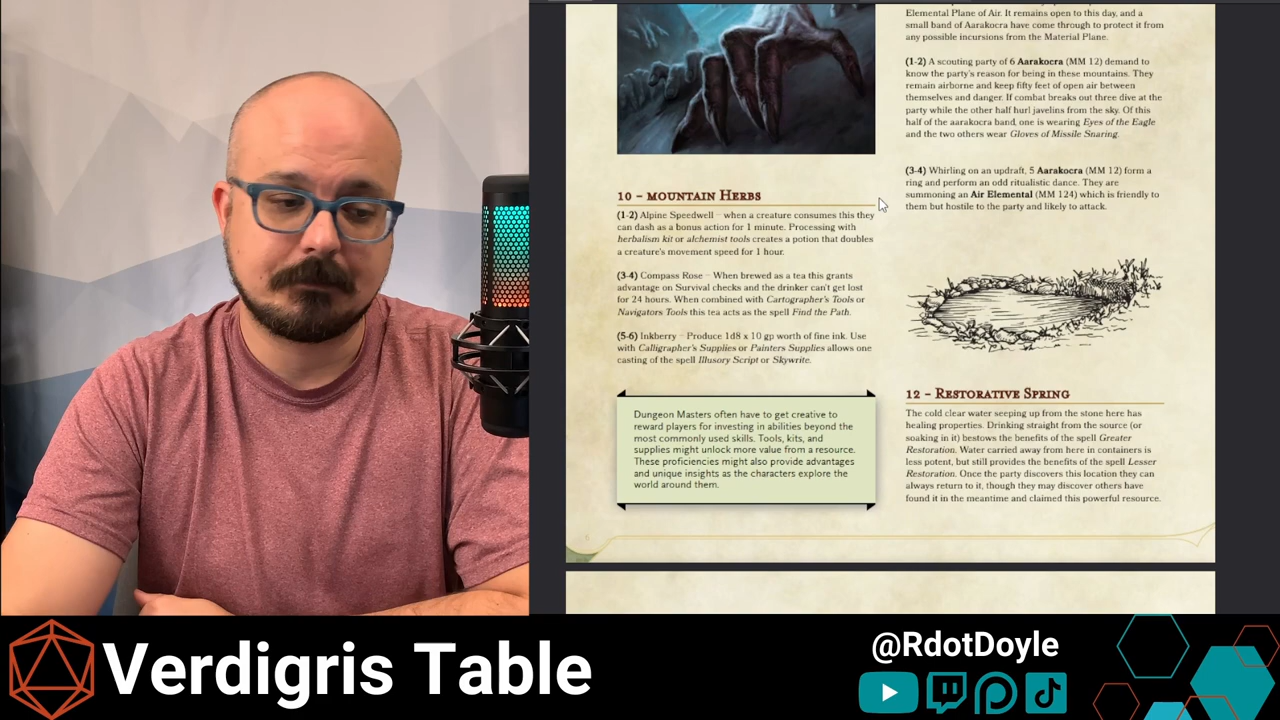 10 – Mountain Herbs
(1-2) Alpine Speedwell – when a creature consumes this they
can dash as a bonus action for 1 minute. Processing with
herbalism kit or alchemist tools creates a potion that doubles
a creature's movement speed for 1 hour.
(3-4) Compass Rose – When brewed as a tea this grants
advantage on Survival checks and the drinker can't get lost
for 24 hours. When combined with Cartographer's Tools or
Navigators Tools this tea acts as the spell Find the Path.
(5-6) Inkberry – Produce 1d8 x 10 gp worth of fine ink. Use
with Calligrapher's Supplies or Painters Supplies allows one
casting of the spell Illusory Script or Skywrite.
Dungeon Masters often have to get creative to
reward players for investing in abilities beyond the
most commonly used skills. Tools, kits, and
supplies might unlock more value from a resource.
These proficiencies might also provide advantages
and unique insights as the characters explore the
world around them.
Elemental Plane of Air. It remains open to this day, and a
small band of Aarakocra have come through to protect it from
any possible incursions from the Material Plane.
(1-2) A scouting party of 6 Aarakocra (MM 12) demand to
know the party's reason for being in these mountains. They
remain airborne and keep fifty feet of open air between
themselves and danger. If combat breaks out three dive at the
party while the other half hurl javelins from the sky. Of this
half of the aarakocra band, one is wearing Eyes of the Eagle
and the two others wear Gloves of Missile Snaring.
(3-4) Whirling on an updraft, 5 Aarakocra (MM 12) form a
ring and perform an odd ritualistic dance. They are
summoning an Air Elemental (MM 124) which is friendly to
them but hostile to the party and likely to attack.
12 – Restorative Spring
The cold clear water seeping up from the stone here has
healing properties. Drinking straight from the source (or
soaking in it) bestows the benefits of the spell Greater
Restoration. Water carried away from here in containers is
less potent, but still provides the benefits of the spell Lesser
Restoration. Once the party discovers this location they can
always return to it, though they may discover others have
found it in the meantime and claimed this powerful resource.
Verdigris Table
@RdotDoyle